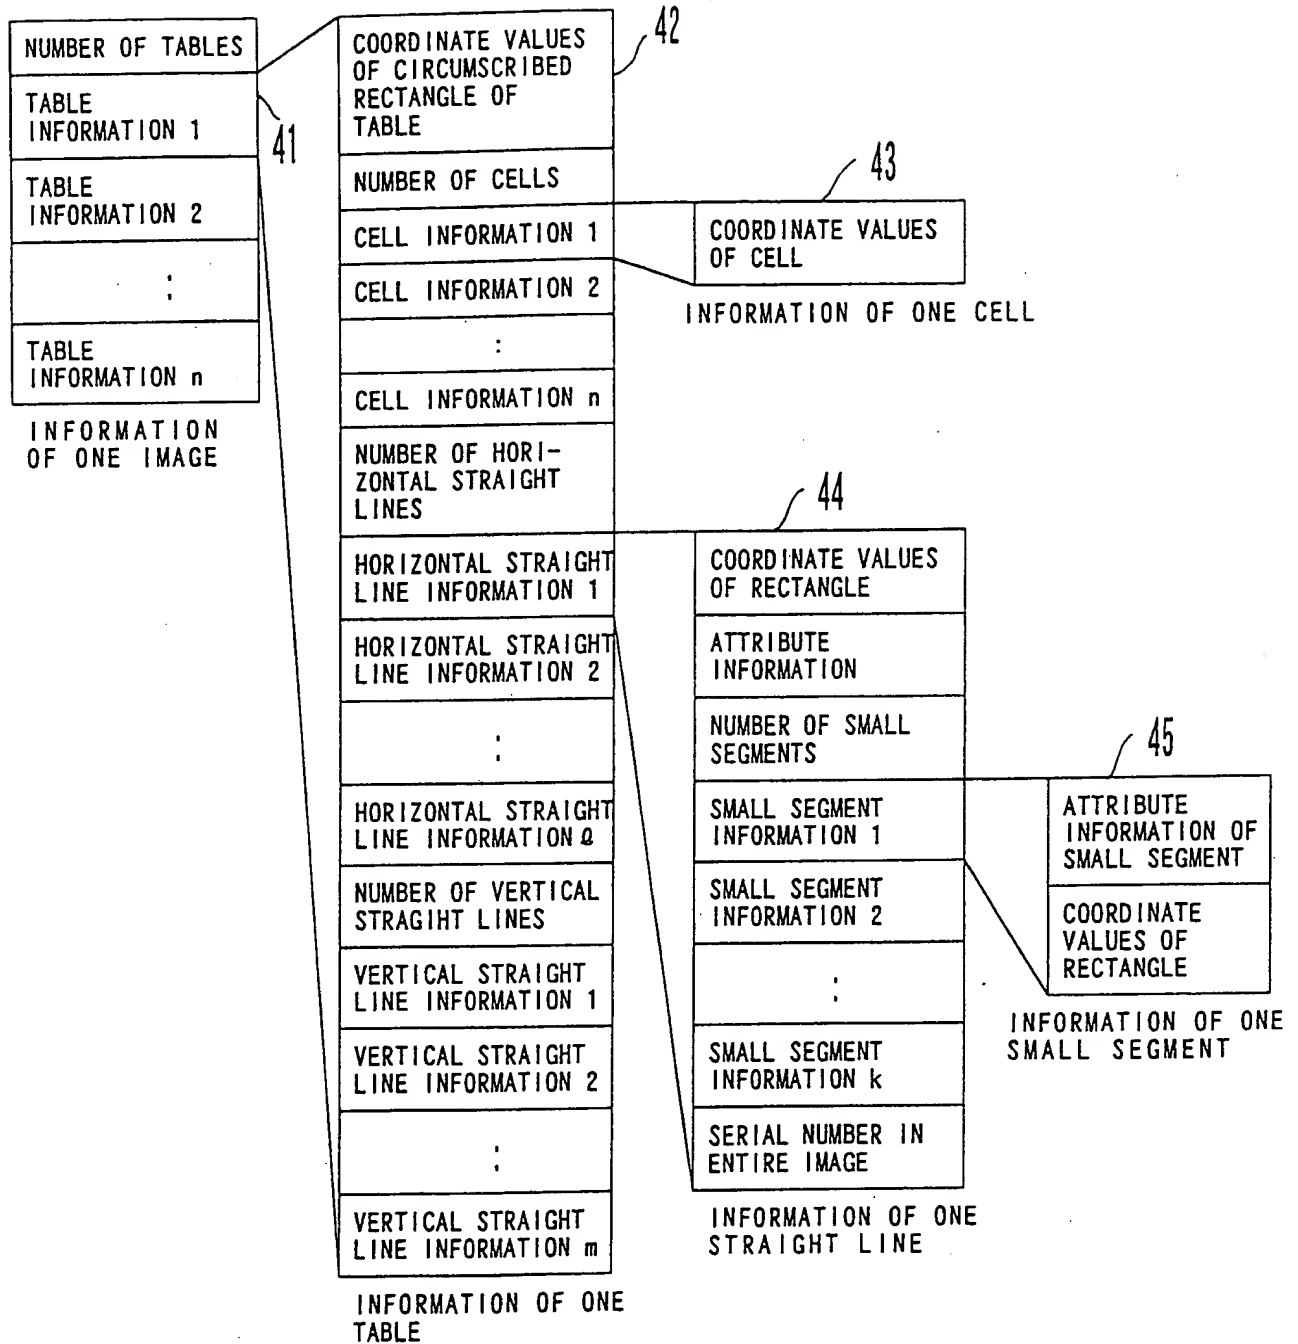 NUMBER OF TABLES
TABLE
INFORMATION 1
TABLE
INFORMATION 2
:
TABLE
INFORMATION n
INFORMATION
OF ONE IMAGE
41
COORDINATE VALUES
OF CIRCUMSCRIBED
RECTANGLE OF
TABLE
NUMBER OF CELLS
CELL INFORMATION 1
CELL INFORMATION 2
:
CELL INFORMATION n
NUMBER OF HORI-
ZONTAL STRAIGHT
LINES
HORIZONTAL STRAIGHT
LINE INFORMATION 1
HORIZONTAL STRAIGHT
LINE INFORMATION 2
:
HORIZONTAL STRAIGHT
LINE INFORMATION ℓ
NUMBER OF VERTICAL
STRAGIHT LINES
VERTICAL STRAIGHT
LINE INFORMATION 1
VERTICAL STRAIGHT
LINE INFORMATION 2
:
VERTICAL STRAIGHT
LINE INFORMATION m
INFORMATION OF ONE
TABLE
42
43
COORDINATE VALUES
OF CELL
INFORMATION OF ONE CELL
44
COORDINATE VALUES
OF RECTANGLE
ATTRIBUTE
INFORMATION
NUMBER OF SMALL
SEGMENTS
SMALL SEGMENT
INFORMATION 1
SMALL SEGMENT
INFORMATION 2
:
SMALL SEGMENT
INFORMATION k
SERIAL NUMBER IN
ENTIRE IMAGE
INFORMATION OF ONE
STRAIGHT LINE
45
ATTRIBUTE
INFORMATION OF
SMALL SEGMENT
COORDINATE
VALUES OF
RECTANGLE
INFORMATION OF ONE
SMALL SEGMENT